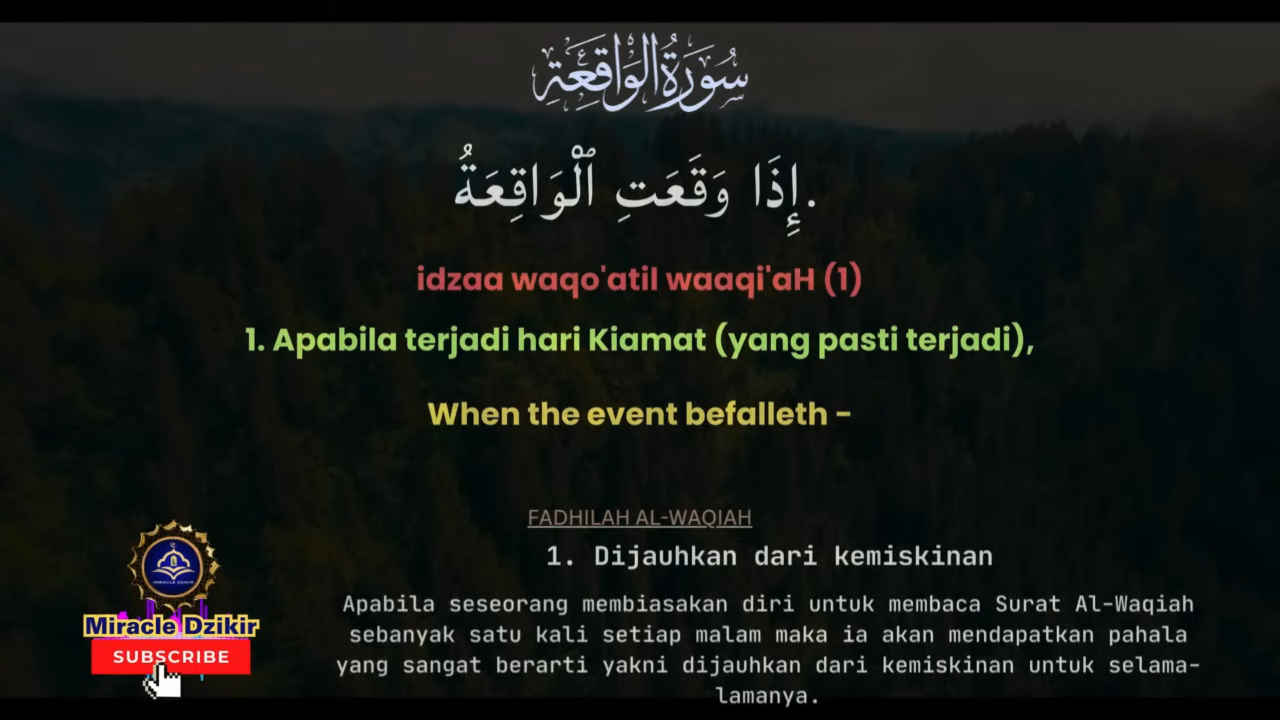 سُورَةُ الْوَاقِعَةِ
إِذَا وَقَعَتِ ٱلْوَاقِعَةُ.
idzaa waqo'atil waaqi'aH (1)
1. Apabila terjadi hari Kiamat (yang pasti terjadi),
When the event befalleth -
FADHILAH AL-WAQIAH
1. Dijauhkan dari kemiskinan
Apabila seseorang membiasakan diri untuk membaca Surat Al-Waqiah
sebanyak satu kali setiap malam maka ia akan mendapatkan pahala
yang sangat berarti yakni dijauhkan dari kemiskinan untuk selama-
lamanya.
MIRACLE DZIKIR
Miracle Dzikir
SUBSCRIBE